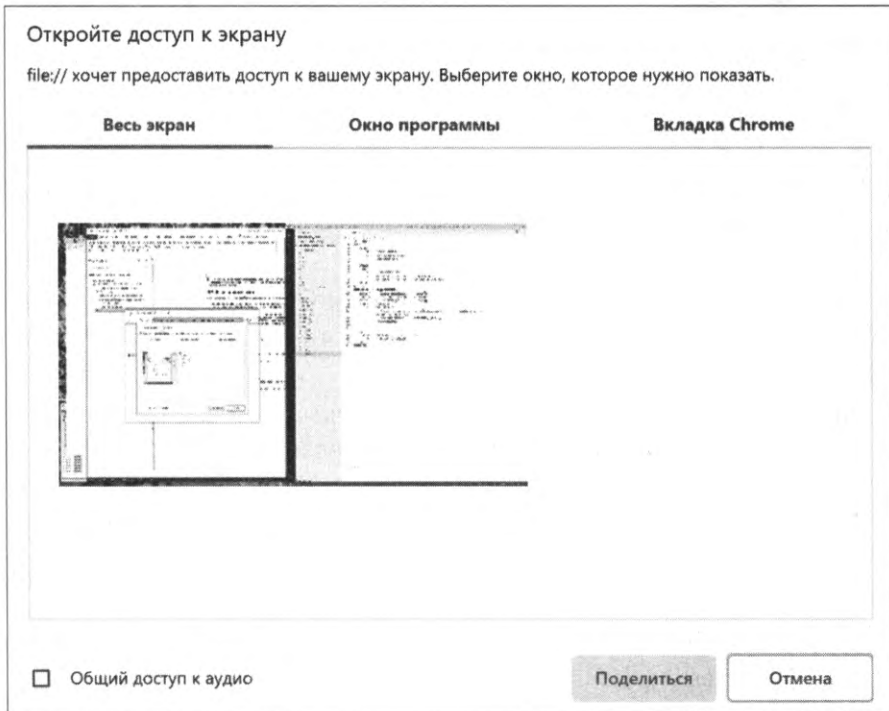 Откройте доступ к экрану
file:// хочет предоставить доступ к вашему экрану. Выберите окно, которое нужно показать.
Весь экран Окно программы Вкладка Chrome
Общий доступ к аудио Поделиться Отмена